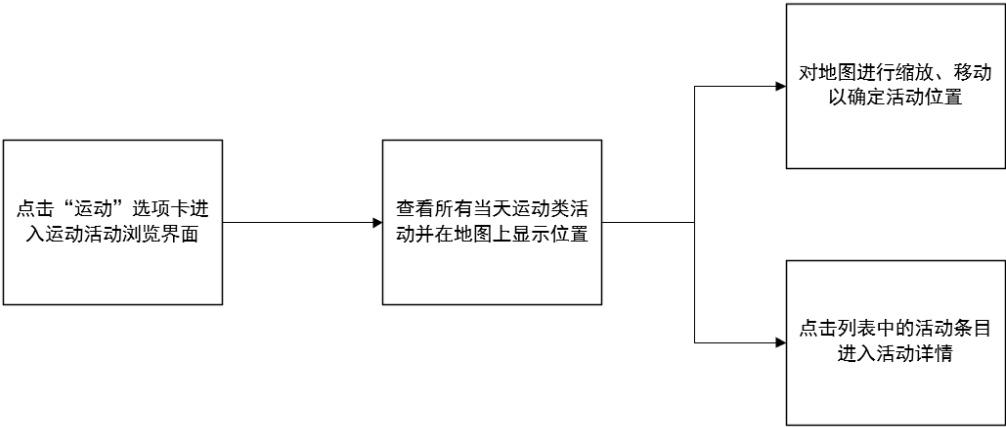 点击“运动”选项卡进
入运动活动浏览界面
查看所有当天运动类活
动并在地图上显示位置
对地图进行缩放、移动
以确定活动位置
点击列表中的活动条目
进入活动详情